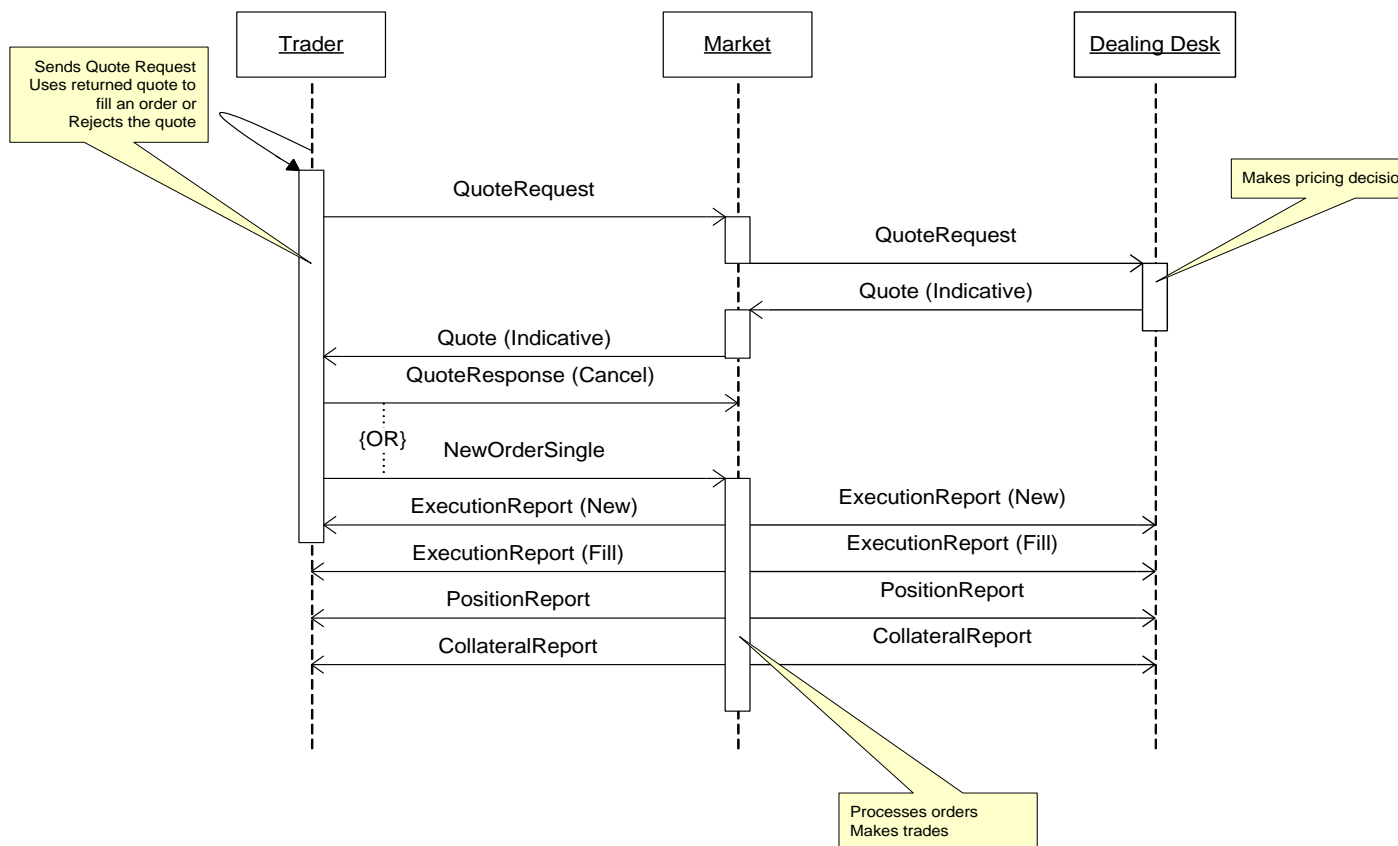 Trader
Market
Dealing Desk
Sends Quote Request
Uses returned quote to
fill an order or
Rejects the quote
Makes pricing decisio
QuoteRequest
QuoteRequest
Quote (Indicative)
Quote (Indicative)
QuoteResponse (Cancel)
{OR}
NewOrderSingle
ExecutionReport (New)
ExecutionReport (New)
ExecutionReport (Fill)
ExecutionReport (Fill)
PositionReport
PositionReport
CollateralReport
CollateralReport
Processes orders
Makes trades